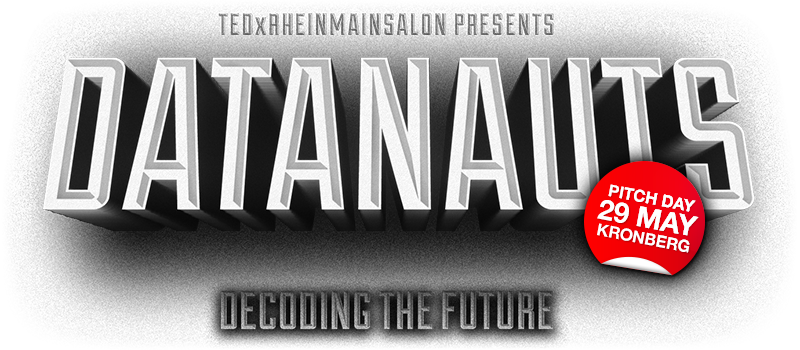 TEDxRHEINMAINSALON PRESENTS
DATANAUTS
PITCH DAY
29 MAY
KRONBERG
DECODING THE FUTURE